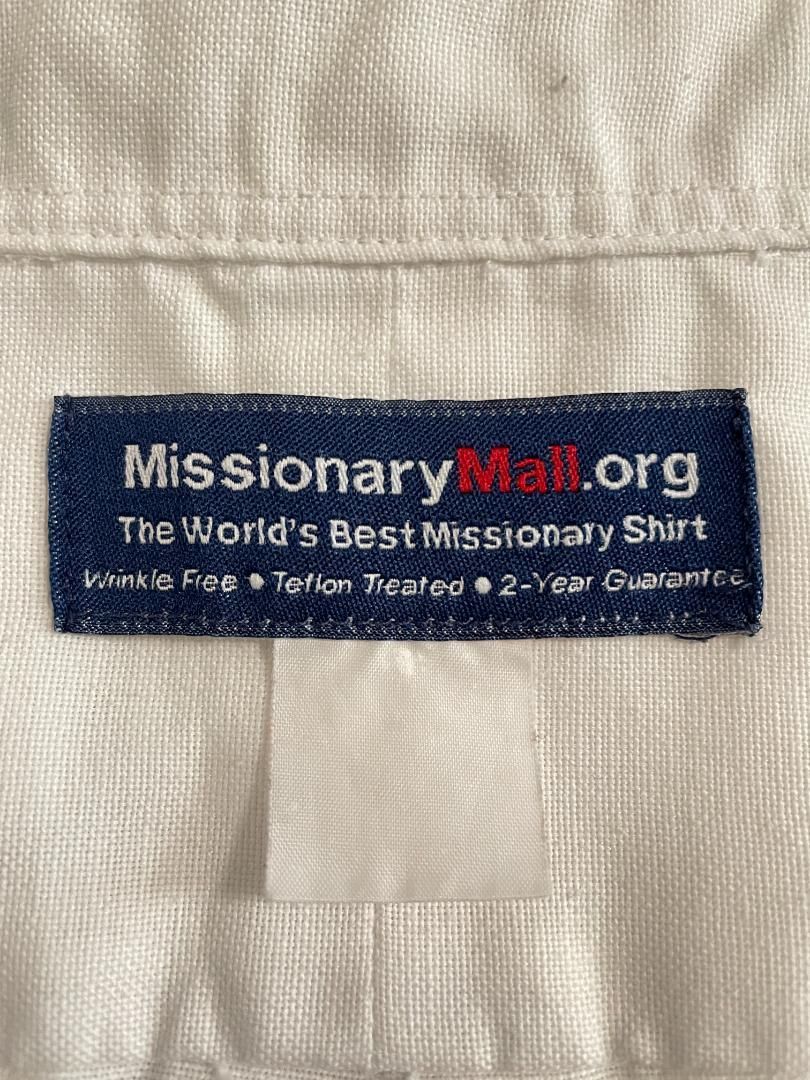 MissionaryMall.org
The World's Best Missionary Shirt
Wrinkle Free • Teflon Treated • 2-Year Guarantee